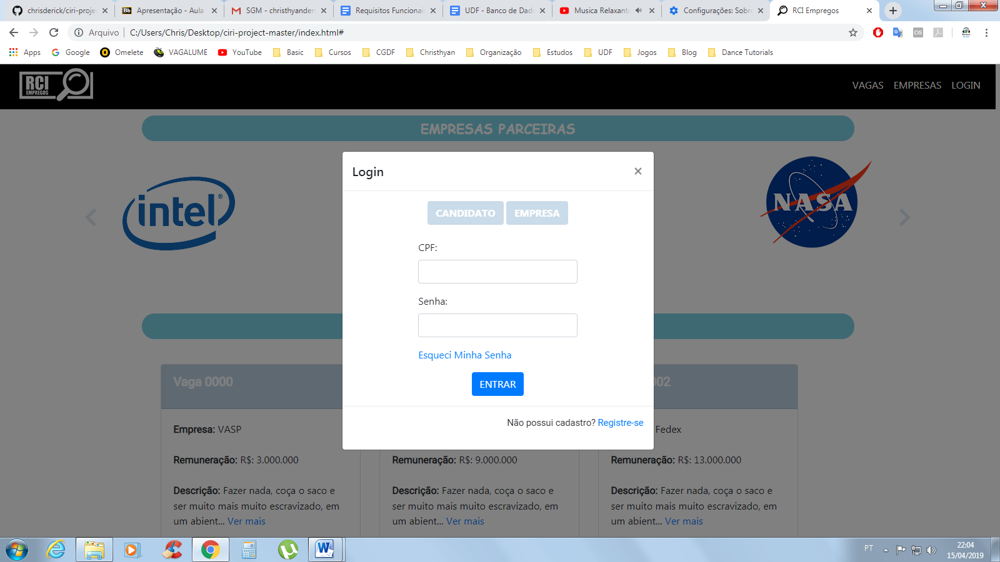 chrisderick/ciri-proje
Bb Apresentação - Aula
SGM - christhyander
Requisitos Funcionais
UDF - Banco de Dad
Musica Relaxant
Configurações: Sobre
RCI Empregos
Arquivo | C:/Users/Chris/Desktop/ciri-project-master/index.html#
Apps Google Omelete VAGALUME YouTube Basic Cursos CGDF Christhyan Organização Estudos UDF Jogos Blog Dance Tutorials
RCI
EMPREGOS
VAGAS EMPRESAS LOGIN
EMPRESAS PARCEIRAS
intel®
NASA
Login ×
CANDIDATO EMPRESA
CPF:
Senha:
Esqueci Minha Senha
ENTRAR
Não possui cadastro? Registre-se
Vaga 0000
Empresa: VASP
Remuneração: R$: 3.000.000
Descrição: Fazer nada, coça o saco e
ser muito mais muito escravizado, em
um abient... Ver mais
Remuneração: R$: 9.000.000
Descrição: Fazer nada, coça o saco e
ser muito mais muito escravizado, em
um abient... Ver mais
002
Fedex
Remuneração: R$: 13.000.000
Descrição: Fazer nada, coça o saco e
ser muito mais muito escravizado, em
um abient... Ver mais
PT
22:04
15/04/2019